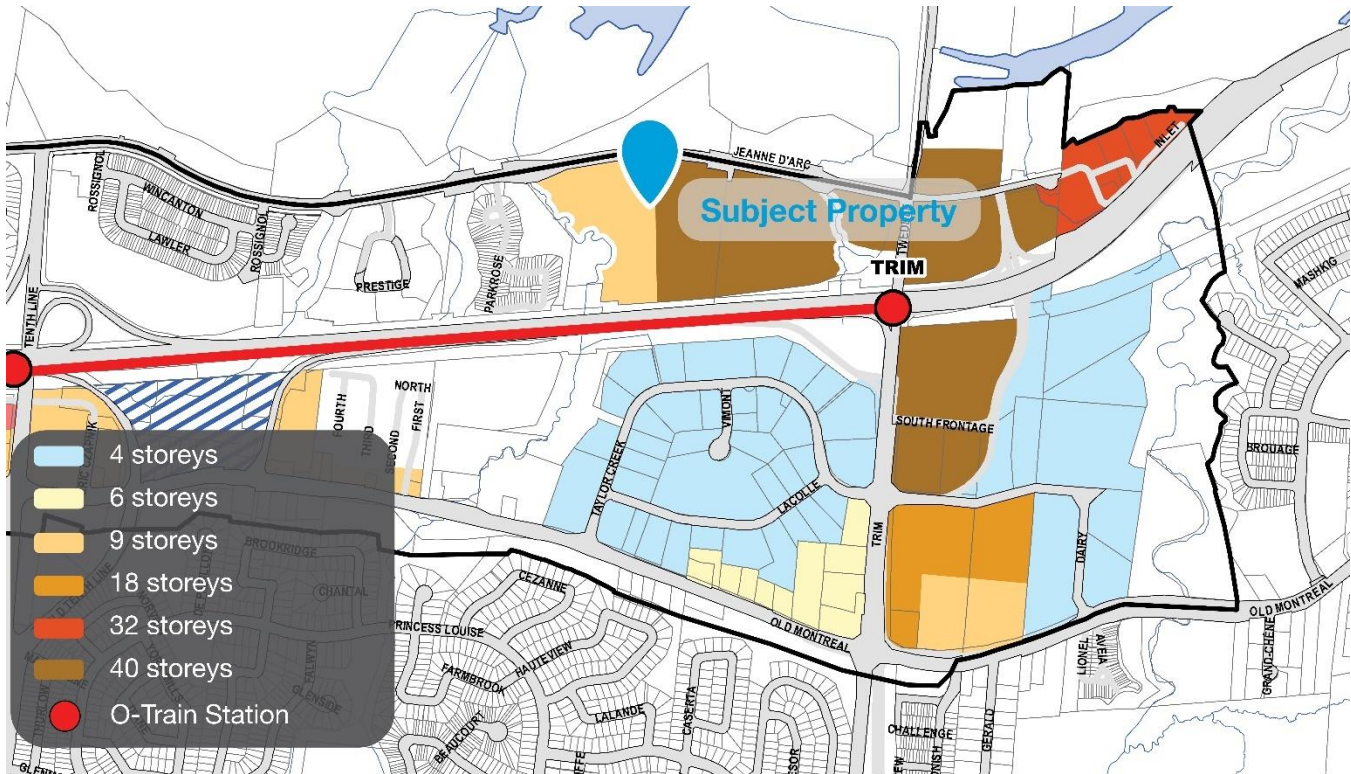 JEANNE D'ARC
INLET
ROSSIGNOL
WINCANTON
LAWLER
ROSSIGNOL
PRESTIGE
PARKROSE
Subject Property
TRIM
MASHKIG
TENTH LINE
NORTH
FOURTH
THIRD
SECOND
FIRST
VIMONT
SOUTH FRONTAGE
BROUAGE
TAYLOR CREEK
LACOLLE
TRIM
DAIRY
OLD MONTREAL
OLD MONTREAL
4 storeys
6 storeys
9 storeys
18 storeys
32 storeys
40 storeys
O-Train Station
BROOKRIDGE
CHANTAL
PRINCESS LOUISE
CEZANNE
HAUTEVIEW
FARMBROOK
LALANDE
BEAUCOURT
CASERTA
GLENSIDE
CHALLENGE
GERALD
LIONEL
AVEIA
GRAND-CHENE